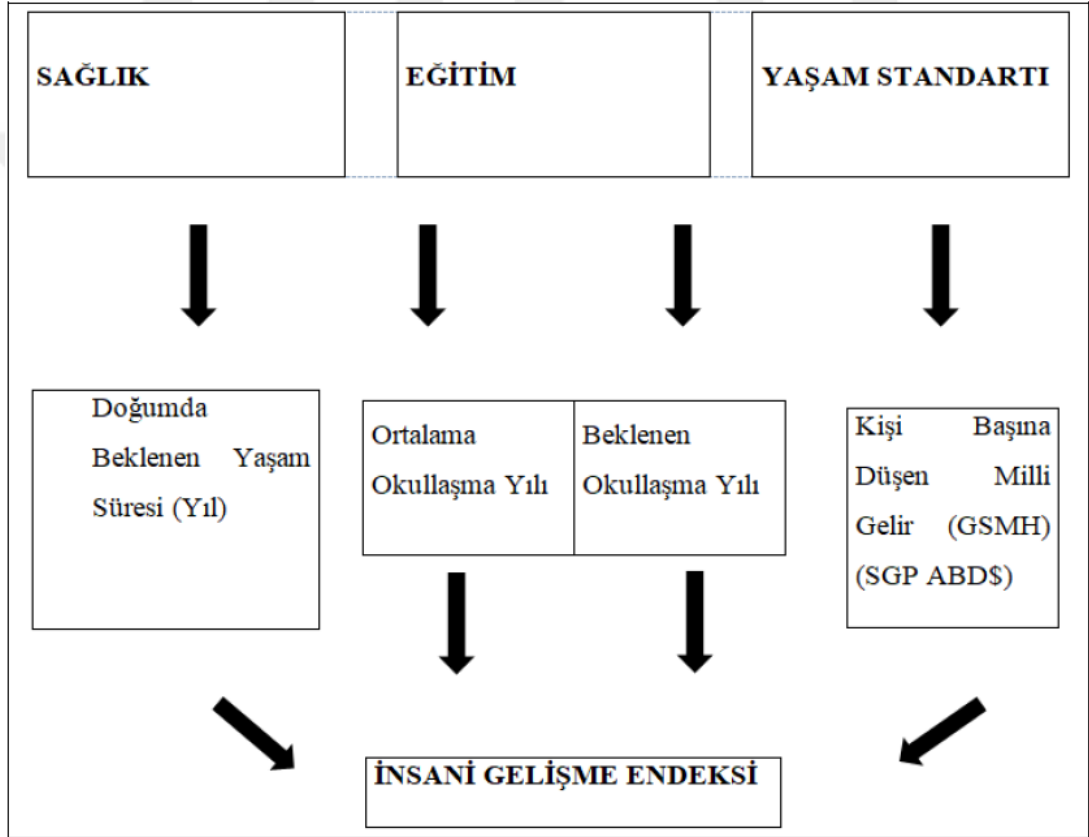 SAĞLIK
EĞİTİM
YAŞAM STANDARTI
Doğumda
Beklenen Yaşam
Süresi (Yıl)
Ortalama
Okullaşma Yılı
Beklenen
Okullaşma Yılı
Kişi Başına
Düşen Milli
Gelir (GSMH)
(SGP ABD$)
İNSANİ GELİŞME ENDEKSİ